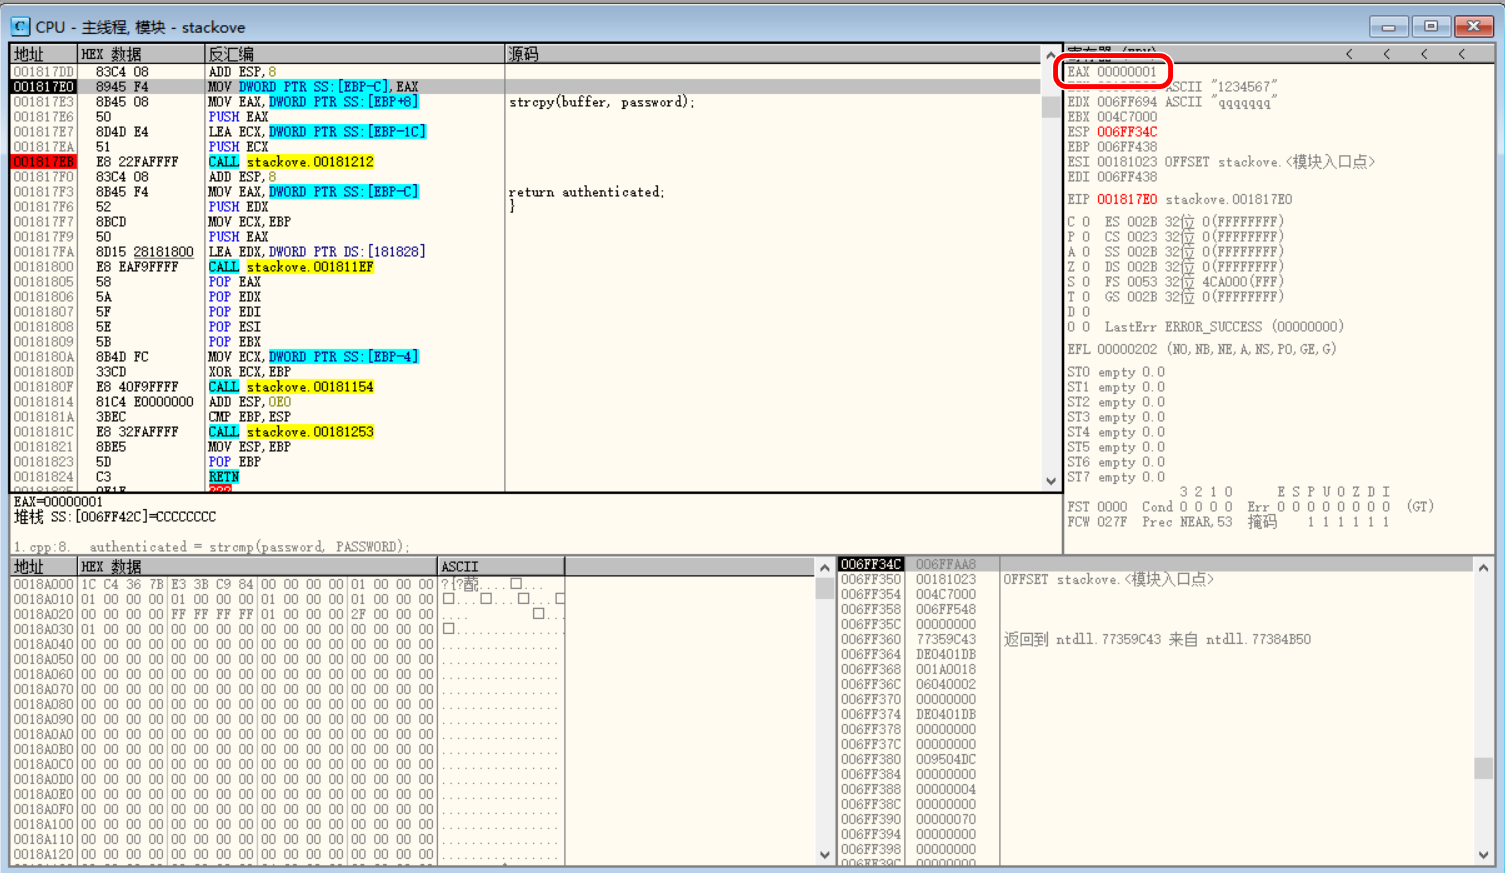 CPU - 主线程, 模块 - stackove
地址 HEX 数据 反汇编 源码
001817DD 83C4 08 ADD ESP,8
001817E0 8945 F4 MOV DWORD PTR SS:[EBP-C],EAX
001817E3 8B45 08 MOV EAX,DWORD PTR SS:[EBP+8] strcpy(buffer, password);
001817E6 50 PUSH EAX
001817E7 8D4D E4 LEA ECX,DWORD PTR SS:[EBP-1C]
001817EA 51 PUSH ECX
001817EB E8 22FAFFFF CALL stackove.00181212
001817F0 83C4 08 ADD ESP,8
001817F3 8B45 F4 MOV EAX,DWORD PTR SS:[EBP-C] return authenticated;
001817F6 52 PUSH EDX }
001817F7 8BCD MOV ECX,EBP
001817F9 50 PUSH EAX
001817FA 8D15 28181800 LEA EDX,DWORD PTR DS:[181828]
00181800 E8 EAF9FFFF CALL stackove.001811EF
00181805 58 POP EAX
00181806 5A POP EDX
00181807 5F POP EDI
00181808 5E POP ESI
00181809 5B POP EBX
0018180A 8B4D FC MOV ECX,DWORD PTR SS:[EBP-4]
0018180D 33CD XOR ECX,EBP
0018180F E8 40F9FFFF CALL stackove.00181154
00181814 81C4 E0000000 ADD ESP,0E0
0018181A 3BEC CMP EBP,ESP
0018181C E8 32FAFFFF CALL stackove.00181253
00181821 8BE5 MOV ESP,EBP
00181823 5D POP EBP
00181824 C3 RETN
EAX=00000001
堆栈 SS:[006FF42C]=CCCCCCCC
1.cpp:8. authenticated = strcmp(password, PASSWORD);
< < < <
EAX 00000001
ASCII "1234567"
EDX 006FF694 ASCII "qqqqqqq"
EBX 004C7000
ESP 006FF34C
EBP 006FF438
ESI 00181023 OFFSET stackove.<模块入口点>
EDI 006FF438
EIP 001817E0 stackove.001817E0
C 0 ES 002B 32位 0(FFFFFFFF)
P 0 CS 0023 32位 0(FFFFFFFF)
A 0 SS 002B 32位 0(FFFFFFFF)
Z 0 DS 002B 32位 0(FFFFFFFF)
S 0 FS 0053 32位 4CA000(FFF)
T 0 GS 002B 32位 0(FFFFFFFF)
D 0
O 0 LastErr ERROR_SUCCESS (00000000)
EFL 00000202 (NO,NB,NE,A,NS,PO,GE,G)
ST0 empty 0.0
ST1 empty 0.0
ST2 empty 0.0
ST3 empty 0.0
ST4 empty 0.0
ST5 empty 0.0
ST6 empty 0.0
ST7 empty 0.0
3 2 1 0 E S P U O Z D I
FST 0000 Cond 0 0 0 0 Err 0 0 0 0 0 0 0 0 (GT)
FCW 027F Prec NEAR,53 掩码 1 1 1 1 1 1
地址 HEX 数据 ASCII
0018A000 1C C4 36 7B E3 3B C9 84 00 00 00 00 01 00 00 00
0018A010 01 00 00 00 01 00 00 00 01 00 00 00 01 00 00 00
0018A020 00 00 00 00 FF FF FF FF 01 00 00 00 2F 00 00 00
0018A030 01 00 00 00 00 00 00 00 00 00 00 00 00 00 00 00
0018A040 00 00 00 00 00 00 00 00 00 00 00 00 00 00 00 00
0018A050 00 00 00 00 00 00 00 00 00 00 00 00 00 00 00 00
0018A060 00 00 00 00 00 00 00 00 00 00 00 00 00 00 00 00
0018A070 00 00 00 00 00 00 00 00 00 00 00 00 00 00 00 00
0018A080 00 00 00 00 00 00 00 00 00 00 00 00 00 00 00 00
0018A090 00 00 00 00 00 00 00 00 00 00 00 00 00 00 00 00
0018A0A0 00 00 00 00 00 00 00 00 00 00 00 00 00 00 00 00
0018A0B0 00 00 00 00 00 00 00 00 00 00 00 00 00 00 00 00
0018A0C0 00 00 00 00 00 00 00 00 00 00 00 00 00 00 00 00
0018A0D0 00 00 00 00 00 00 00 00 00 00 00 00 00 00 00 00
0018A0E0 00 00 00 00 00 00 00 00 00 00 00 00 00 00 00 00
0018A0F0 00 00 00 00 00 00 00 00 00 00 00 00 00 00 00 00
0018A100 00 00 00 00 00 00 00 00 00 00 00 00 00 00 00 00
0018A110 00 00 00 00 00 00 00 00 00 00 00 00 00 00 00 00
0018A120 00 00 00 00 00 00 00 00 00 00 00 00 00 00 00 00
006FF34C 006FFAA8
006FF350 00181023 OFFSET stackove.<模块入口点>
006FF354 004C7000
006FF358 006FF548
006FF35C 00000000
006FF360 77359C43 返回到 ntdll.77359C43 来自 ntdll.77384B50
006FF364 DE0401DB
006FF368 001A0018
006FF36C 06040002
006FF370 00000000
006FF374 DE0401DB
006FF378 00000000
006FF37C 00000000
006FF380 009504DC
006FF384 00000000
006FF388 00000004
006FF38C 00000000
006FF390 00000070
006FF394 00000000
006FF398 00000000
006FF39C 00000000